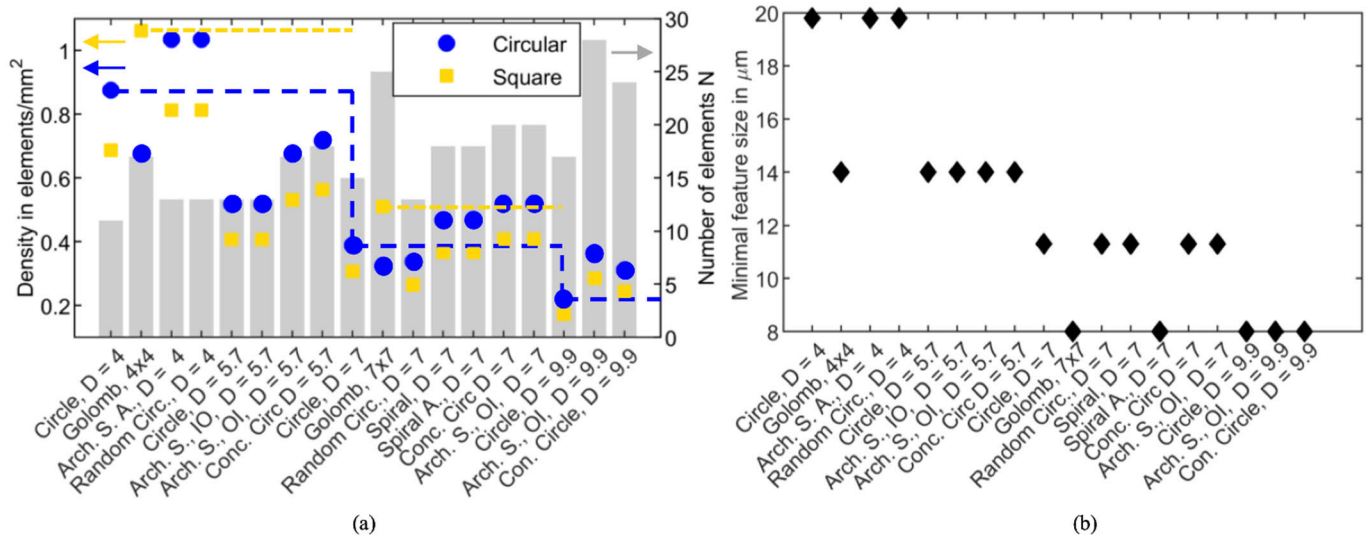 Density in elements/mm²
1
0.8
0.6
0.4
0.2
Circular
Square
30
25
20
15
10
5
0
Number of elements N
Circle, D = 4
Golomb, 4x4
Arch. S. A., D = 4
Random Circ., D = 4
Circle, D = 5.7
Arch. S., IO, D = 5.7
Arch. S., OI, D = 5.7
Conc. Circ D = 5.7
Circle, D = 7
Golomb, 7x7
Random Circ., D = 7
Spiral, D = 7
Spiral A., D = 7
Conc. Circ D = 7
Arch. S., OI, D = 7
Circle, D = 9.9
Arch. S., OI, D = 9.9
Con. Circle, D = 9.9
(a)
Minimal feature size in μm
20
18
16
14
12
10
8
Circle, D = 4
Golomb, 4x4
Arch. S. A., D = 4
Random Circ., D = 4
Circle, D = 5.7
Arch. S., IO, D = 5.7
Arch. S., OI, D = 5.7
Conc. Circ D = 5.7
Circle, D = 7
Golomb, 7x7
Random Circ., D = 7
Spiral, D = 7
Spiral A., D = 7
Conc. Circ D = 7
Arch. S., OI, D = 7
Circle, D = 9.9
Arch. S., OI, D = 9.9
Con. Circle, D = 9.9
(b)